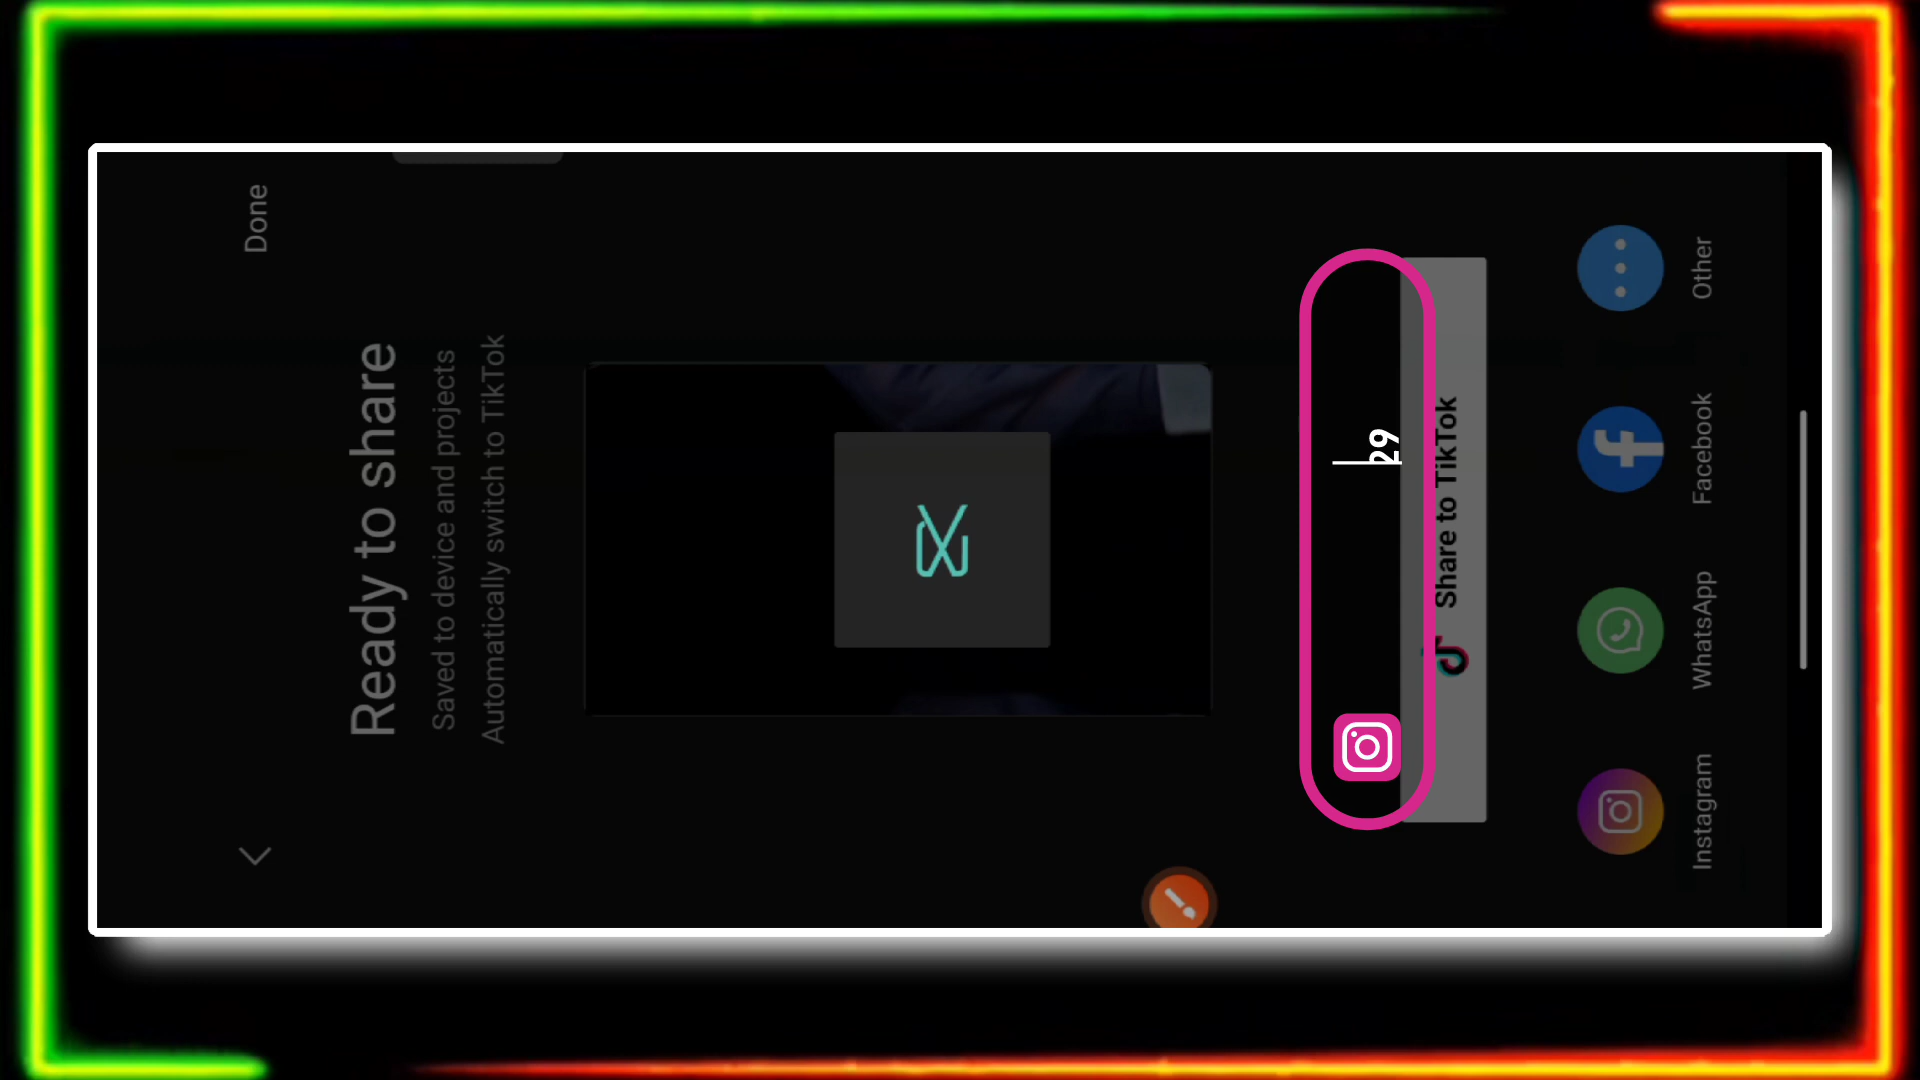 Done
Ready to share
Saved to device and projects
Automatically switch to TikTok
29
Share to TikTok
Instagram
WhatsApp
Facebook
Other